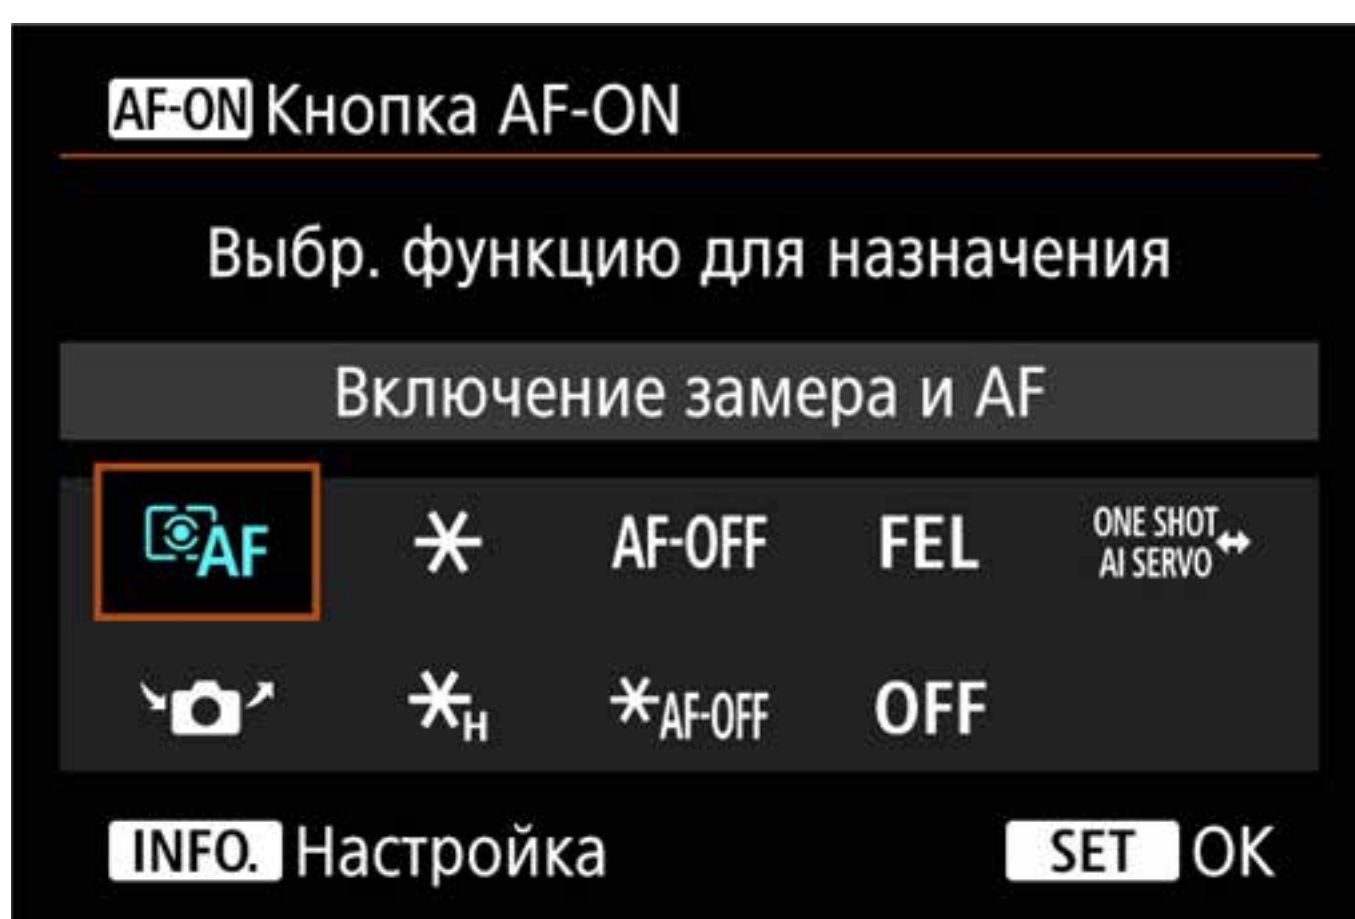 AF-ON Кнопка AF-ON
Выбр. функцию для назначения
Включение замера и AF
AF * AF-OFF FEL ONE SHOT
AI SERVO
*H *AF-OFF OFF
INFO. Настройка SET OK